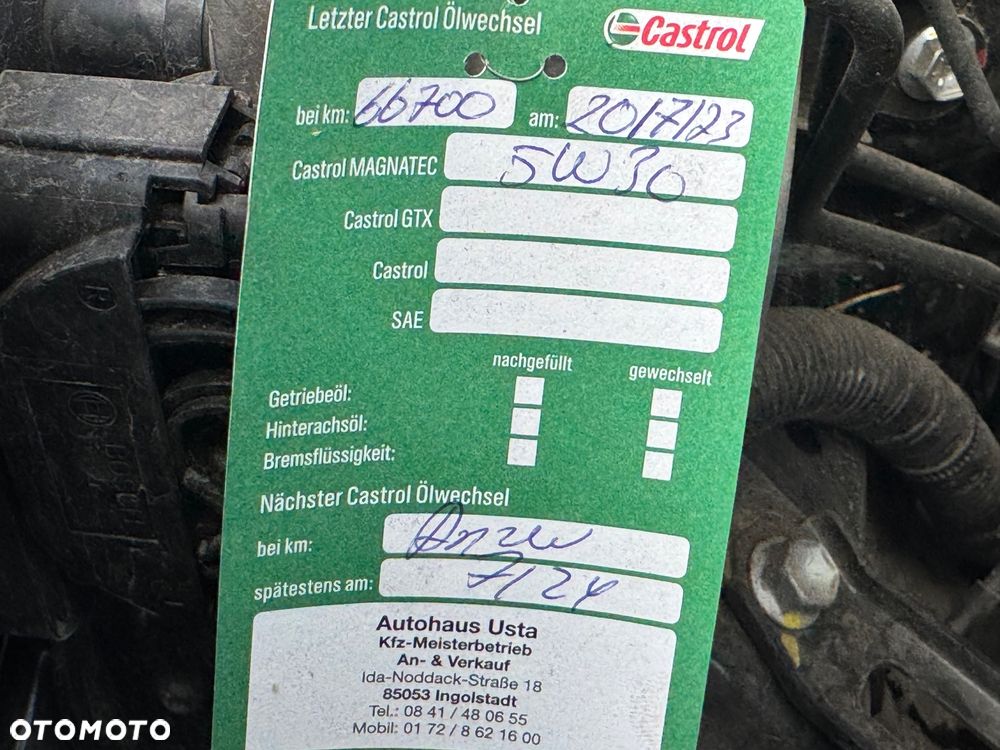 Letzter Castrol Ölwechsel
Castrol
bei km: 66700 am: 20/7/23
Castrol MAGNATEC 5W30
Castrol GTX
Castrol
SAE
nachgefüllt gewechselt
Getriebeöl:
Hinterachsöl:
Bremsflüssigkeit:
Nächster Castrol Ölwechsel
bei km:
spätestens am: 7/24
Autohaus Usta
Kfz-Meisterbetrieb
An- & Verkauf
Ida-Noddack-Straße 18
85053 Ingolstadt
Tel.: 08 41 / 48 06 55
Mobil: 01 72 / 8 62 16 00
OTOMOTO